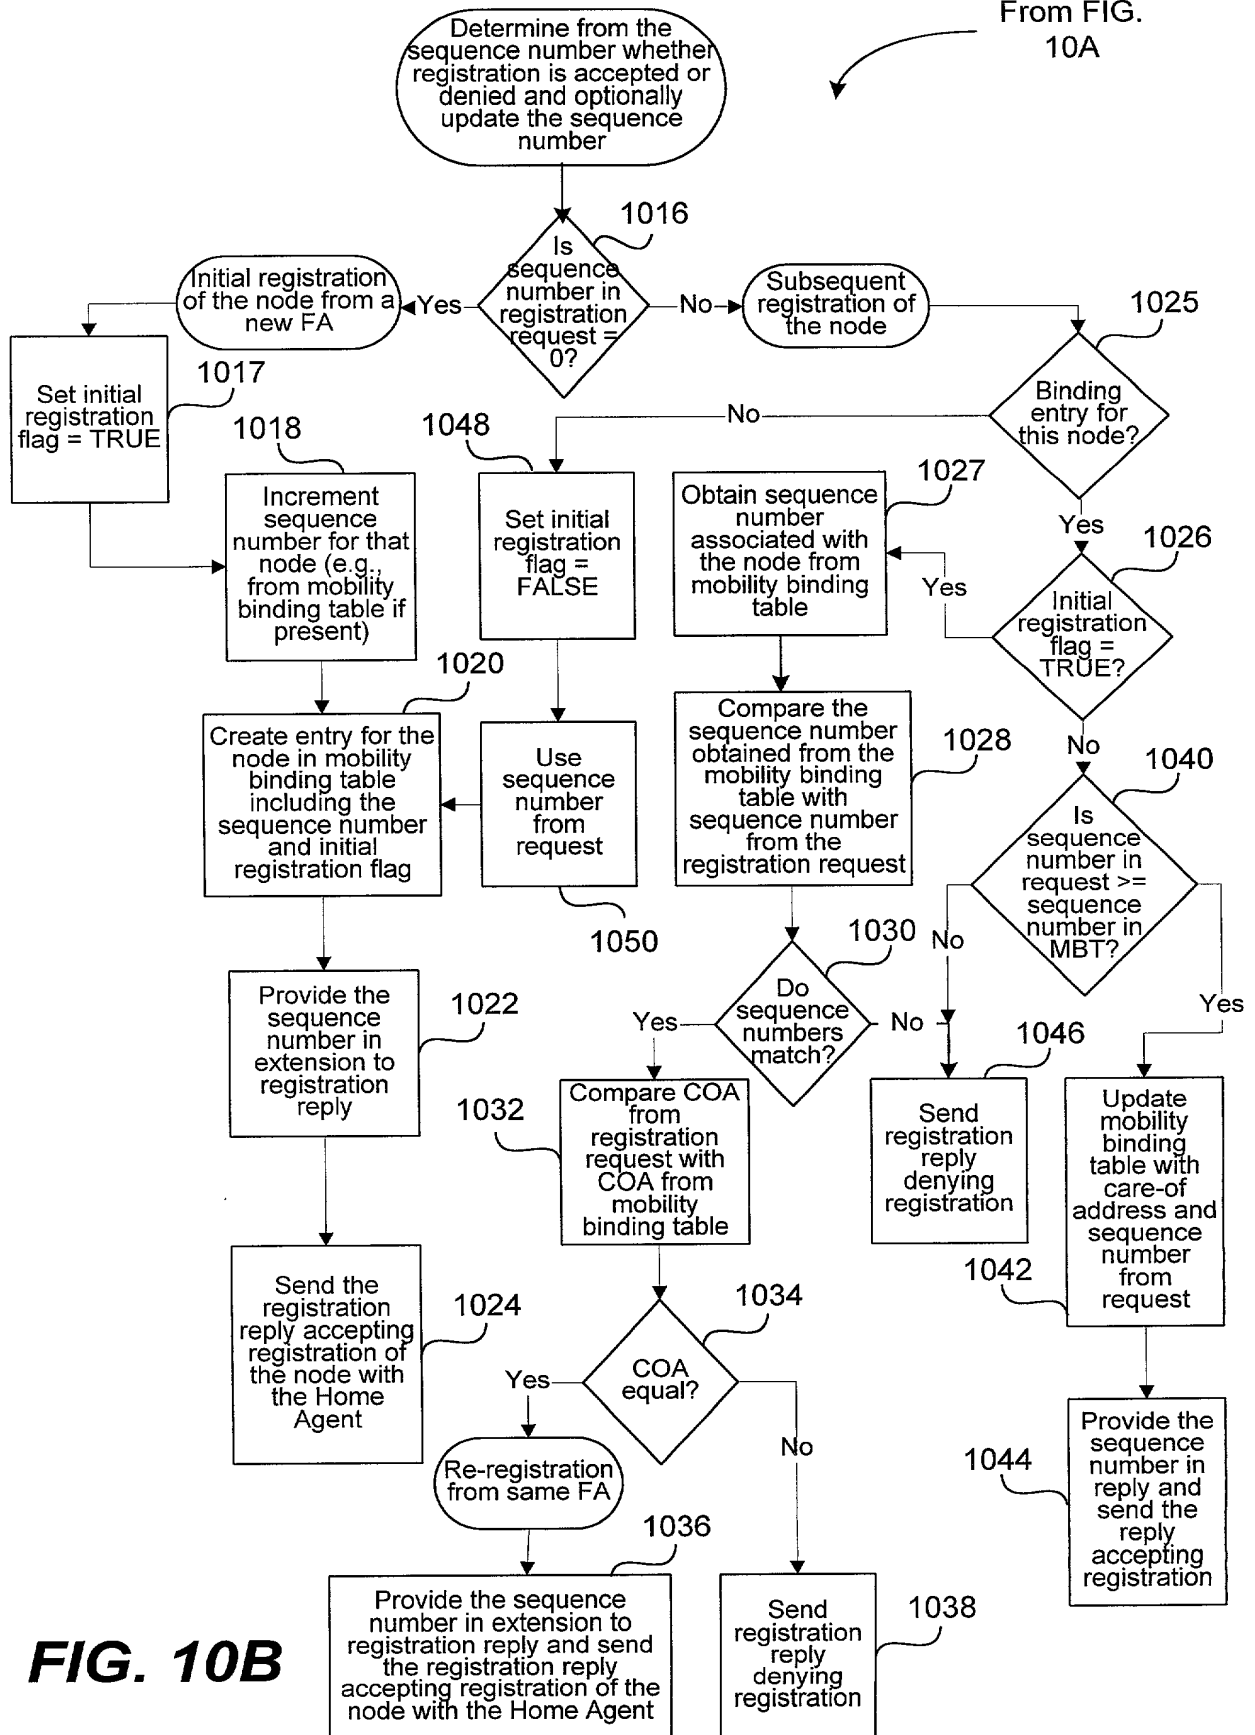 From FIG.
10A
Determine from the
sequence number whether
registration is accepted or
denied and optionally
update the sequence
number
1016
Is
sequence
number in
registration
request =
0?
Yes
No
Initial registration
of the node from a
new FA
Subsequent
registration of
the node
1025
Binding
entry for
this node?
No
Yes
1017
Set initial
registration
flag = TRUE
1018
Increment
sequence
number for that
node (e.g.,
from mobility
binding table if
present)
1048
Set initial
registration
flag =
FALSE
1027
Obtain sequence
number
associated with
the node from
mobility binding
table
1026
Initial
registration
flag =
TRUE?
Yes
No
1020
Create entry for the
node in mobility
binding table
including the
sequence number
and initial
registration flag
Use
sequence
number from
request
1050
Compare the
sequence number
obtained from the
mobility binding
table with
sequence number
from the
registration request
1028
1040
Is
sequence
number in
request >=
sequence
number in
MBT?
No
Yes
1022
Provide the
sequence
number in
extension to
registration
reply
1030
Do
sequence
numbers
match?
Yes
No
1032
Compare COA
from
registration
request with
COA from
mobility
binding table
1046
Send
registration
reply
denying
registration
Update
mobility
binding
table with
care-of
address and
sequence
number
from
request
1042
1024
Send the
registration
reply accepting
registration of
the node with
the Home
Agent
1034
COA
equal?
Yes
No
Re-registration
from same FA
1044
Provide the
sequence
number in
reply and
send the
reply
accepting
registration
1036
Provide the sequence
number in extension to
registration reply and send
the registration reply
accepting registration of the
node with the Home Agent
1038
Send
registration
reply
denying
registration
FIG. 10B